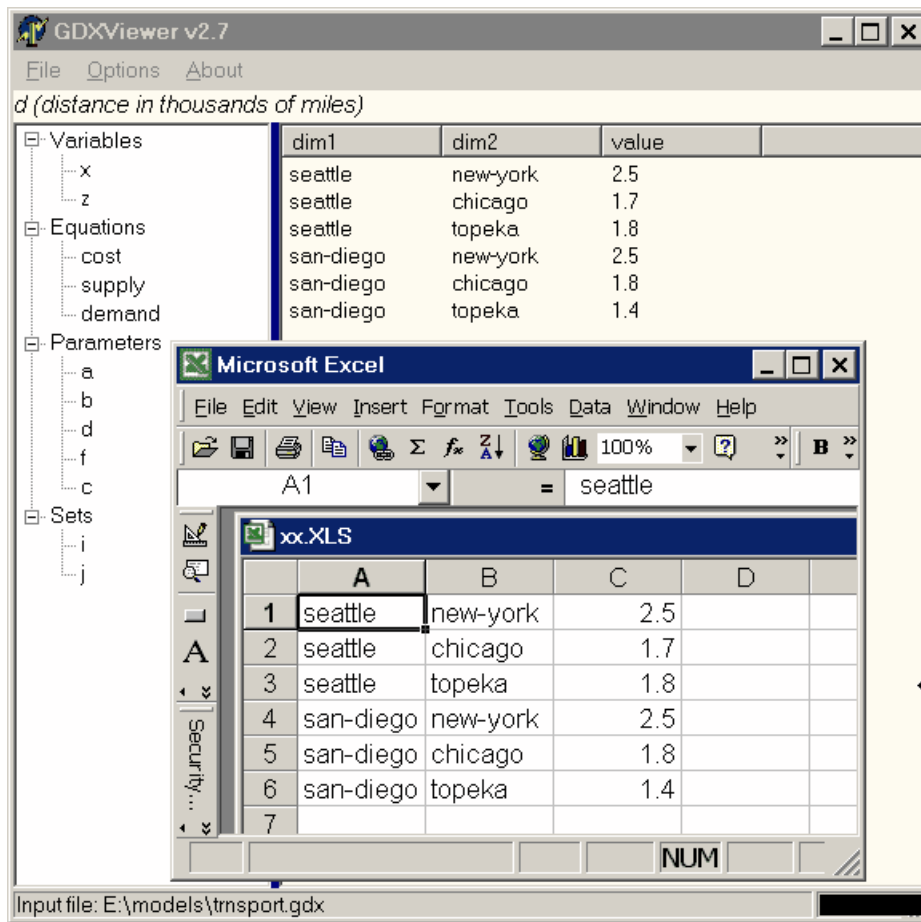 GDXViewer v2.7
File Options About
d (distance in thousands of miles)
Variables
x
z
Equations
cost
supply
demand
Parameters
a
b
d
f
c
Sets
i
j
dim1 dim2 value
seattle new-york 2.5
seattle chicago 1.7
seattle topeka 1.8
san-diego new-york 2.5
san-diego chicago 1.8
san-diego topeka 1.4
Microsoft Excel
File Edit View Insert Format Tools Data Window Help
Σ fx Z A 100% ? » B »
A1 = seattle
A
Security...
xx.XLS
A B C D
1 seattle new-york 2.5
2 seattle chicago 1.7
3 seattle topeka 1.8
4 san-diego new-york 2.5
5 san-diego chicago 1.8
6 san-diego topeka 1.4
7
NUM
Input file: E:\models\trnsport.gdx